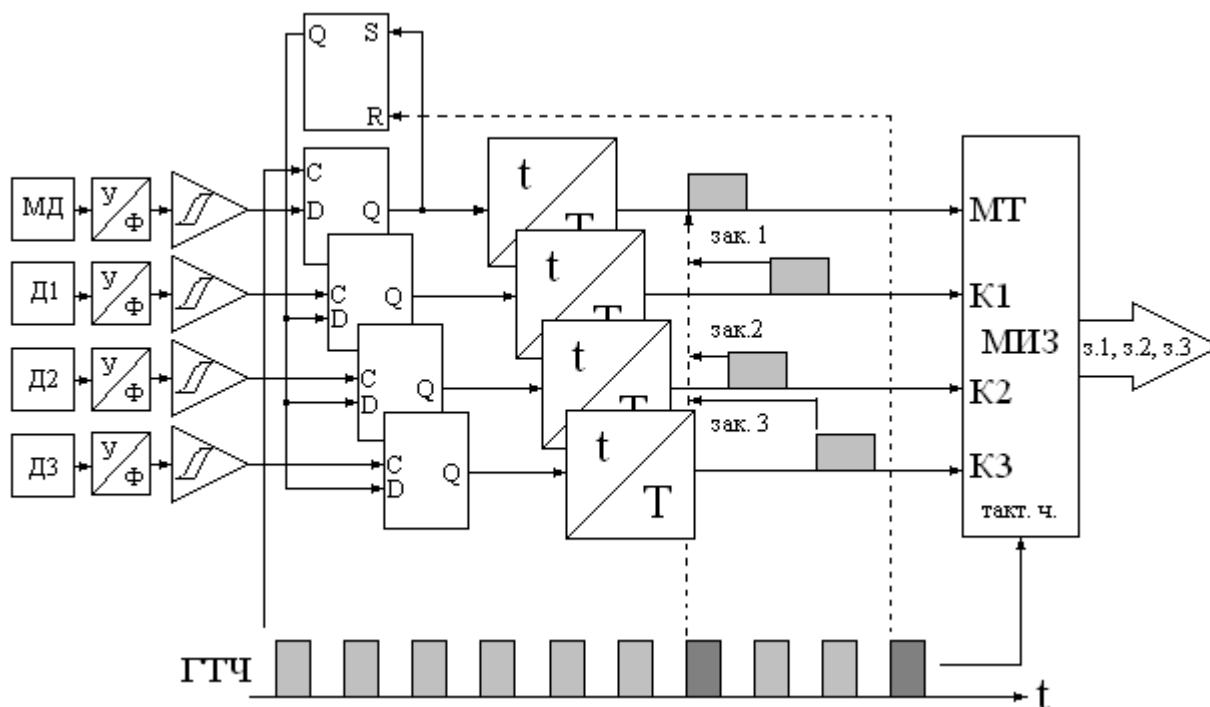 Q S
R
C
МД У/Ф D Q t/T МТ
зак. 1
Д1 У/Ф C D Q t/T К1
МИЗ з.1, з.2, з.3
зак.2
Д2 У/Ф C D Q t/T К2
зак. 3
Д3 У/Ф C D Q t/T К3
такт. ч.
ГТЧ t